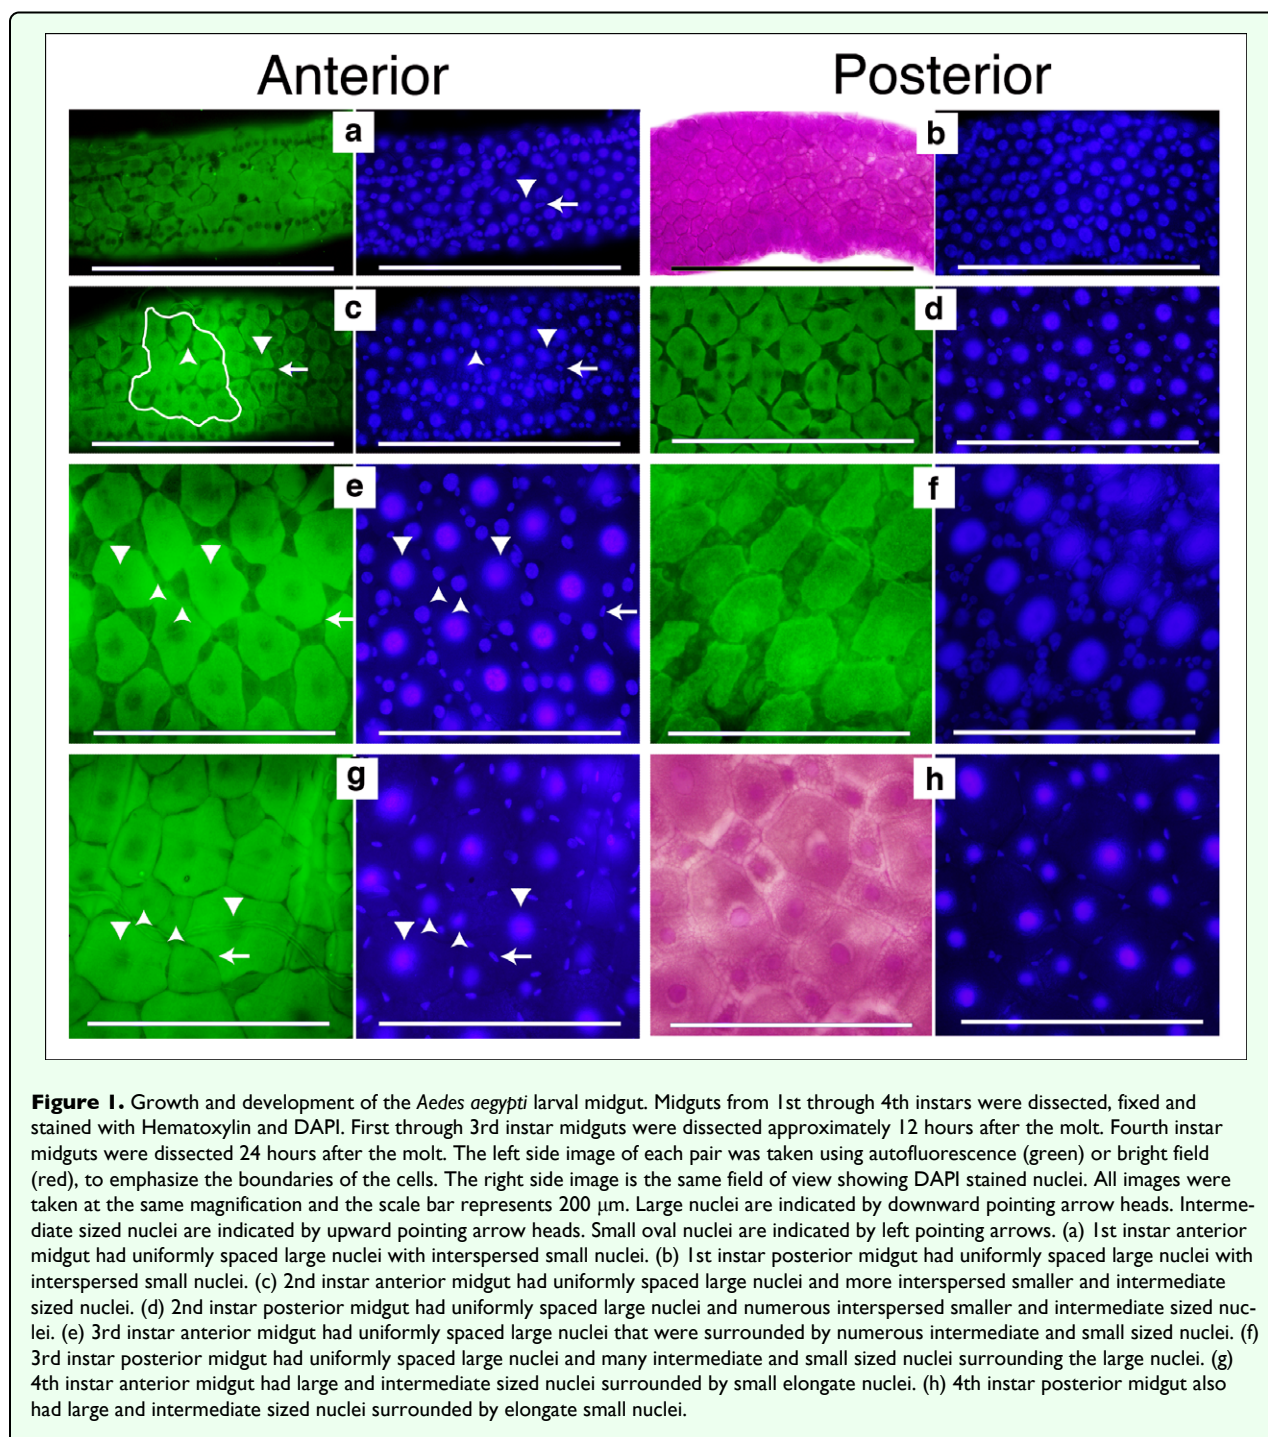 Anterior
Posterior
a
b
c
d
e
f
g
h
Figure 1. Growth and development of the Aedes aegypti larval midgut. Midguts from 1st through 4th instars were dissected, fixed and
stained with Hematoxylin and DAPI. First through 3rd instar midguts were dissected approximately 12 hours after the molt. Fourth instar
midguts were dissected 24 hours after the molt. The left side image of each pair was taken using autofluorescence (green) or bright field
(red), to emphasize the boundaries of the cells. The right side image is the same field of view showing DAPI stained nuclei. All images were
taken at the same magnification and the scale bar represents 200 μm. Large nuclei are indicated by downward pointing arrow heads. Interme-
diate sized nuclei are indicated by upward pointing arrow heads. Small oval nuclei are indicated by left pointing arrows. (a) 1st instar anterior
midgut had uniformly spaced large nuclei with interspersed small nuclei. (b) 1st instar posterior midgut had uniformly spaced large nuclei with
interspersed small nuclei. (c) 2nd instar anterior midgut had uniformly spaced large nuclei and more interspersed smaller and intermediate
sized nuclei. (d) 2nd instar posterior midgut had uniformly spaced large nuclei and numerous interspersed smaller and intermediate sized nuc-
lei. (e) 3rd instar anterior midgut had uniformly spaced large nuclei that were surrounded by numerous intermediate and small sized nuclei. (f)
3rd instar posterior midgut had uniformly spaced large nuclei and many intermediate and small sized nuclei surrounding the large nuclei. (g)
4th instar anterior midgut had large and intermediate sized nuclei surrounded by small elongate nuclei. (h) 4th instar posterior midgut also
had large and intermediate sized nuclei surrounded by elongate small nuclei.